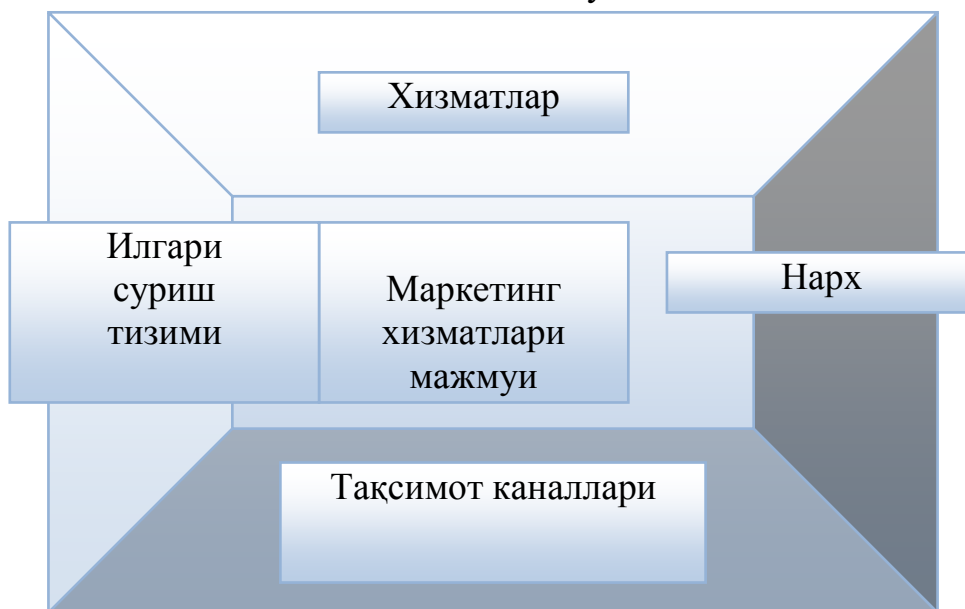 Хизматлар
Илгари
суриш
тизими
Маркетинг
хизматлари
мажмуи
Нарх
Тақсимот каналлари